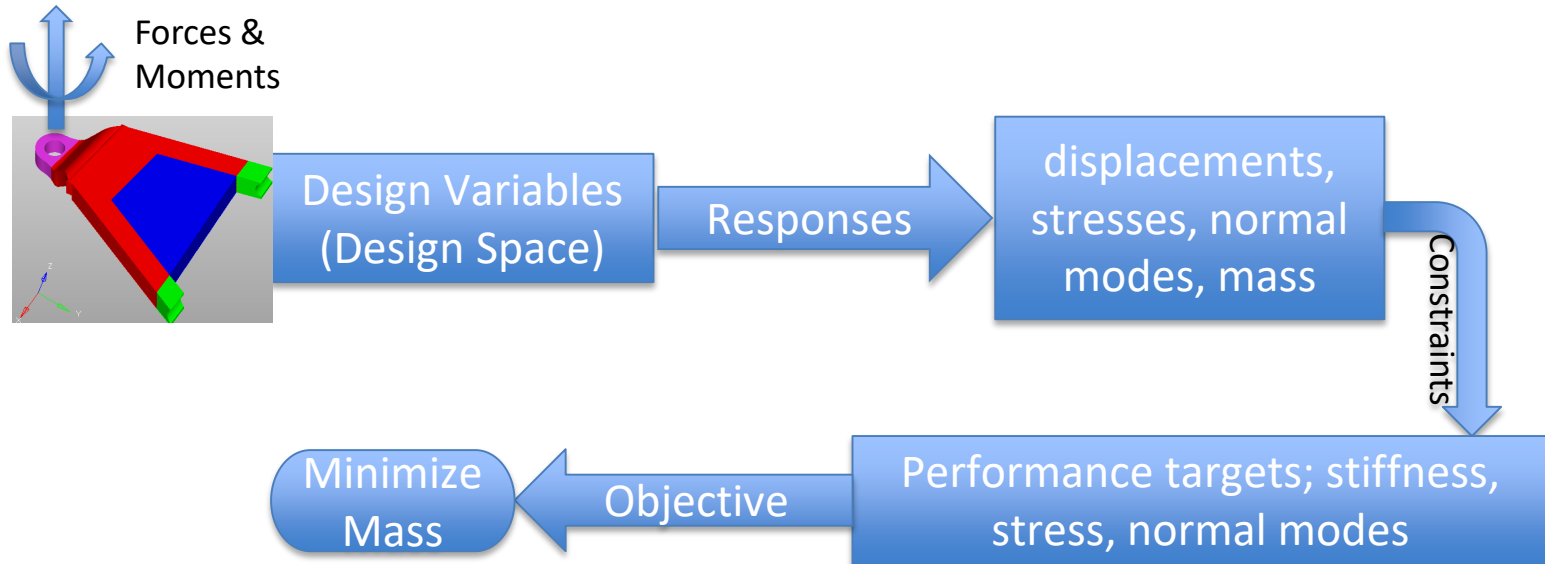 Forces &
Moments
Z
Y
X
Design Variables
(Design Space)
Responses
displacements,
stresses, normal
modes, mass
Constraints
Performance targets; stiffness,
stress, normal modes
Objective
Minimize
Mass